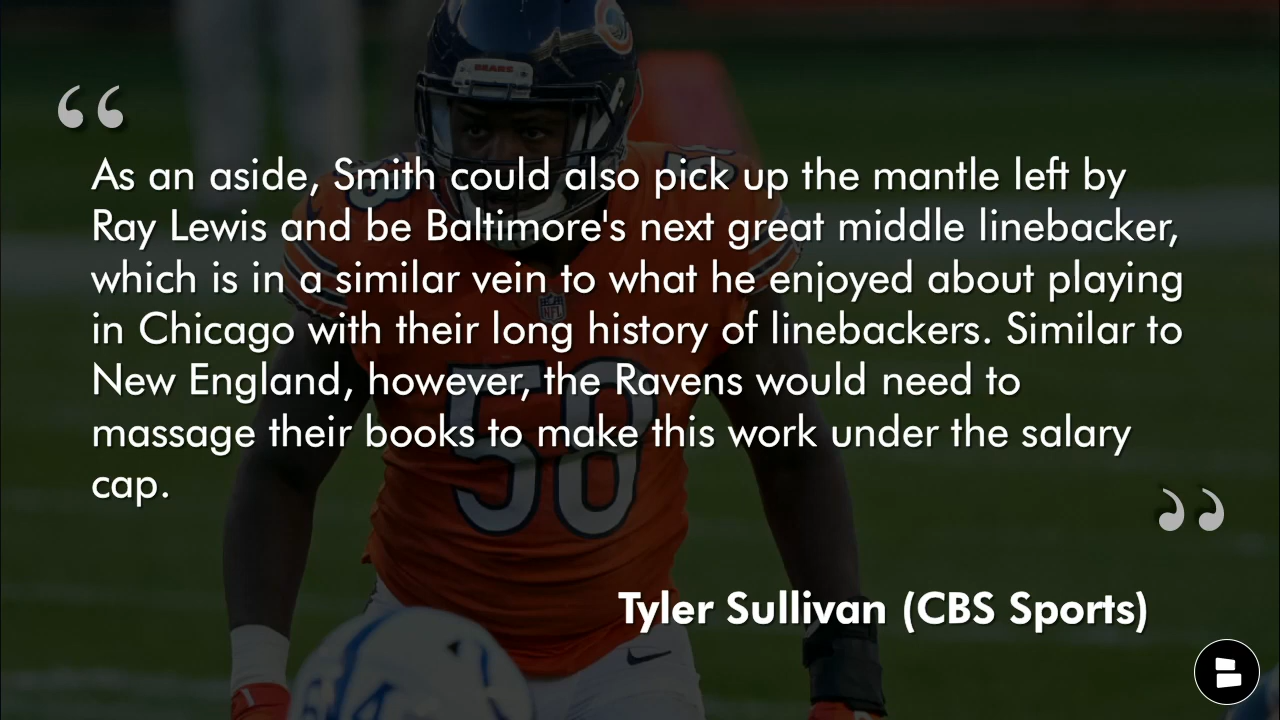 “
As an aside, Smith could also pick up the mantle left by
Ray Lewis and be Baltimore's next great middle linebacker,
which is in a similar vein to what he enjoyed about playing
in Chicago with their long history of linebackers. Similar to
New England, however, the Ravens would need to
massage their books to make this work under the salary
cap.
”
Tyler Sullivan (CBS Sports)
BEARS
NFL
58